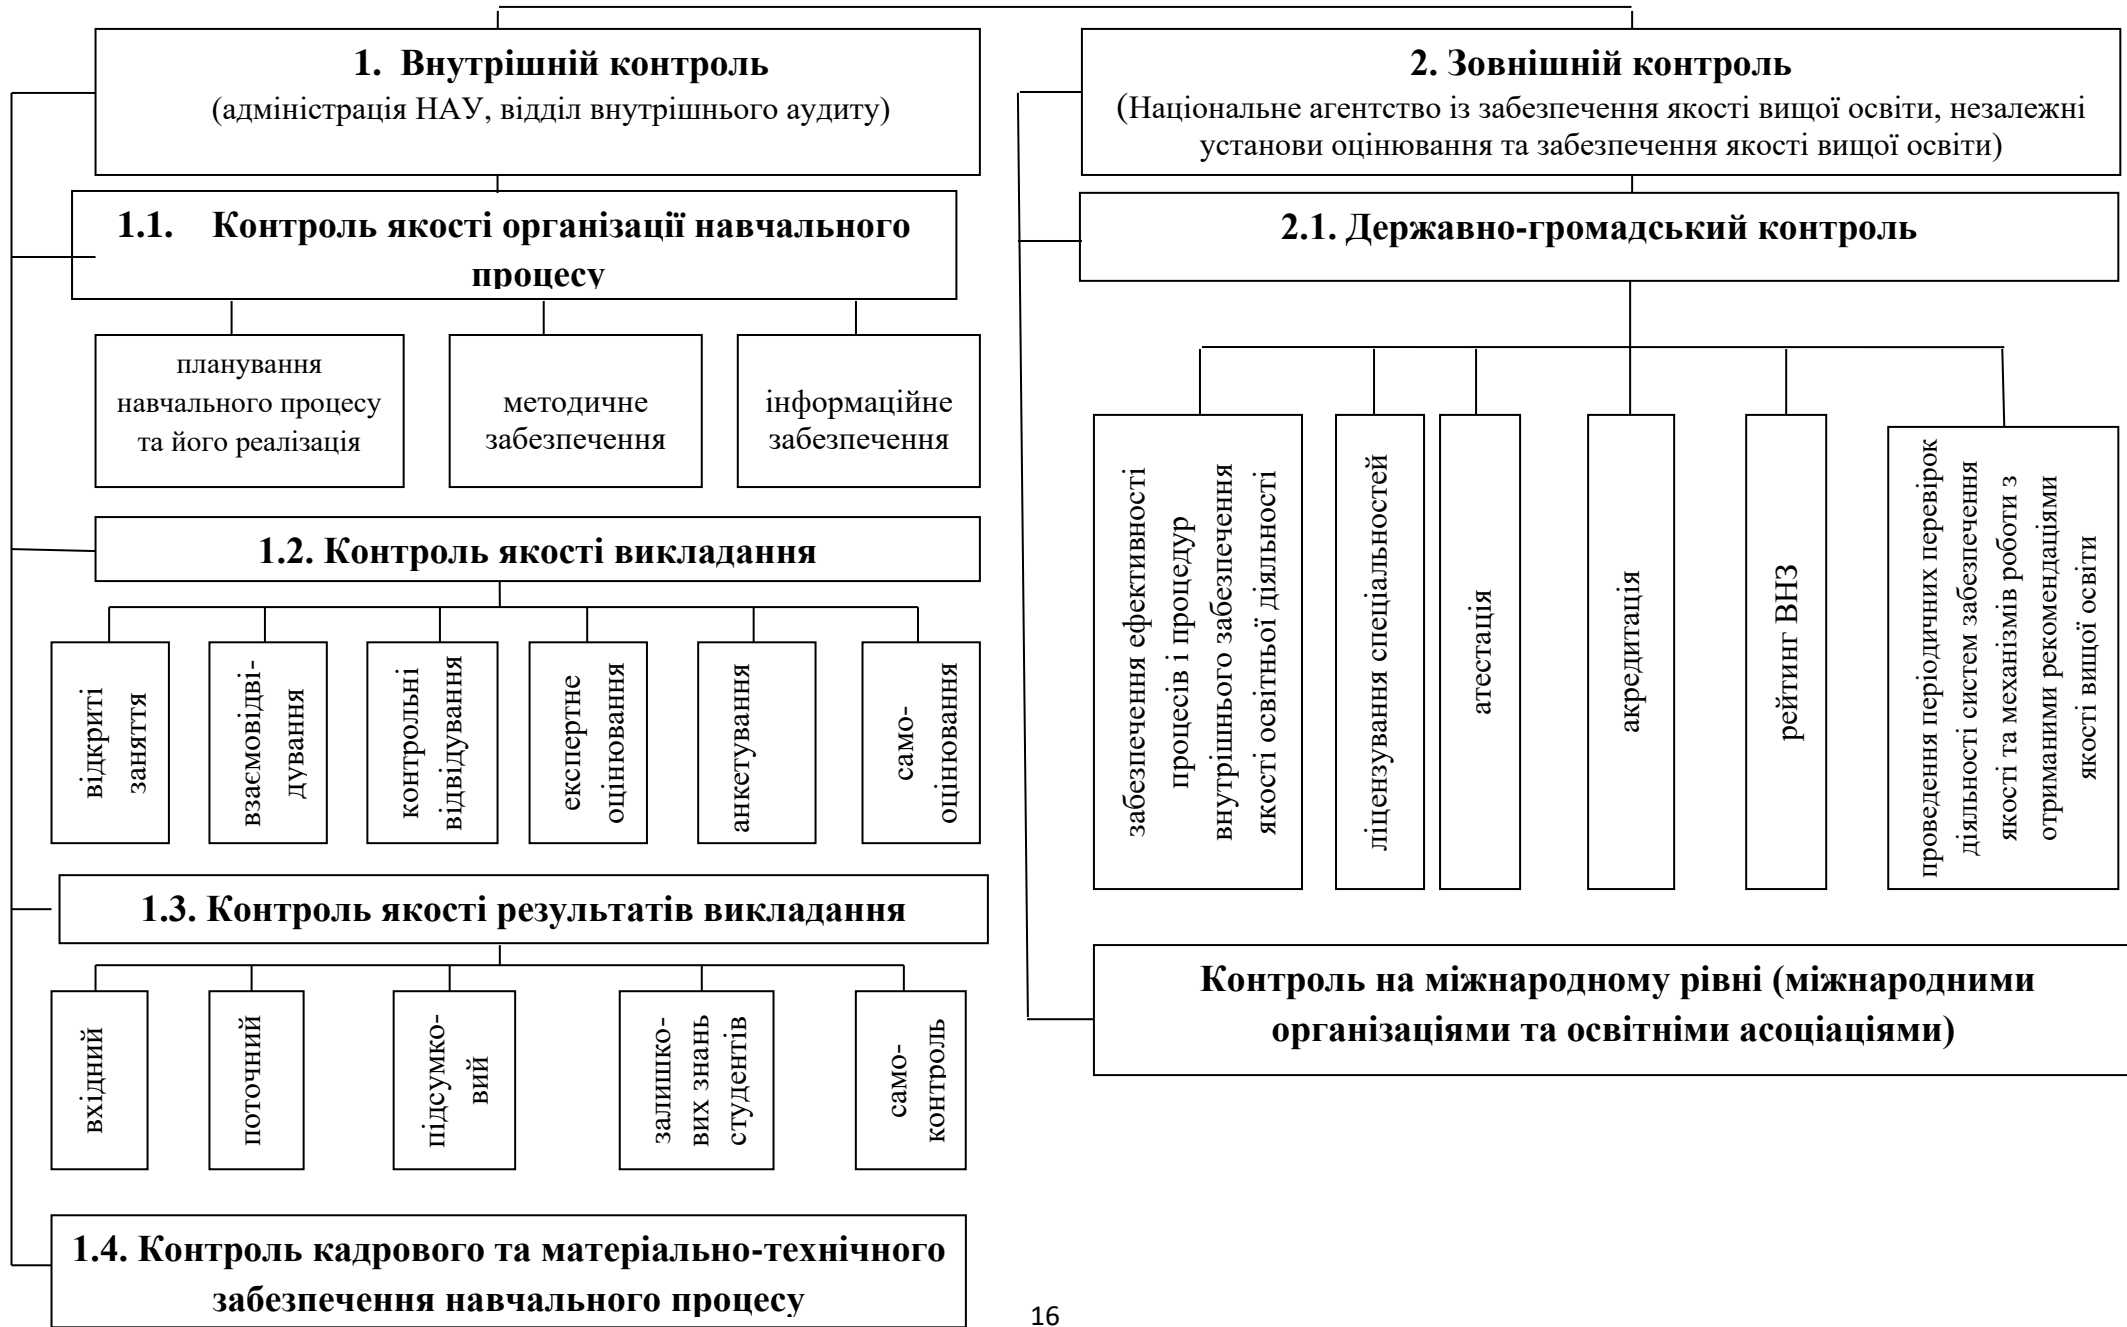 1. Внутрішній контроль
(адміністрація НАУ, відділ внутрішнього аудиту)
1.1. Контроль якості організації навчального
процесу
планування
навчального процесу
та його реалізація
методичне
забезпечення
інформаційне
забезпечення
1.2. Контроль якості викладання
відкриті
заняття
взаємовідві-
дування
контрольні
відвідування
експертне
оцінювання
анкетування
само-
оцінювання
1.3. Контроль якості результатів викладання
вхідний
поточний
підсумко-
вий
залишко-
вих знань
студентів
само-
контроль
1.4. Контроль кадрового та матеріально-технічного
забезпечення навчального процесу
2. Зовнішній контроль
(Національне агентство із забезпечення якості вищої освіти, незалежні
установи оцінювання та забезпечення якості вищої освіти)
2.1. Державно-громадський контроль
забезпечення ефективності
процесів і процедур
внутрішнього забезпечення
якості освітньої діяльності
ліцензування спеціальностей
атестація
акредитація
рейтинг ВНЗ
проведення періодичних перевірок
діяльності систем забезпечення
якості та механізмів роботи з
отриманими рекомендаціями
якості вищої освіти
Контроль на міжнародному рівні (міжнародними
організаціями та освітніми асоціаціями)
16